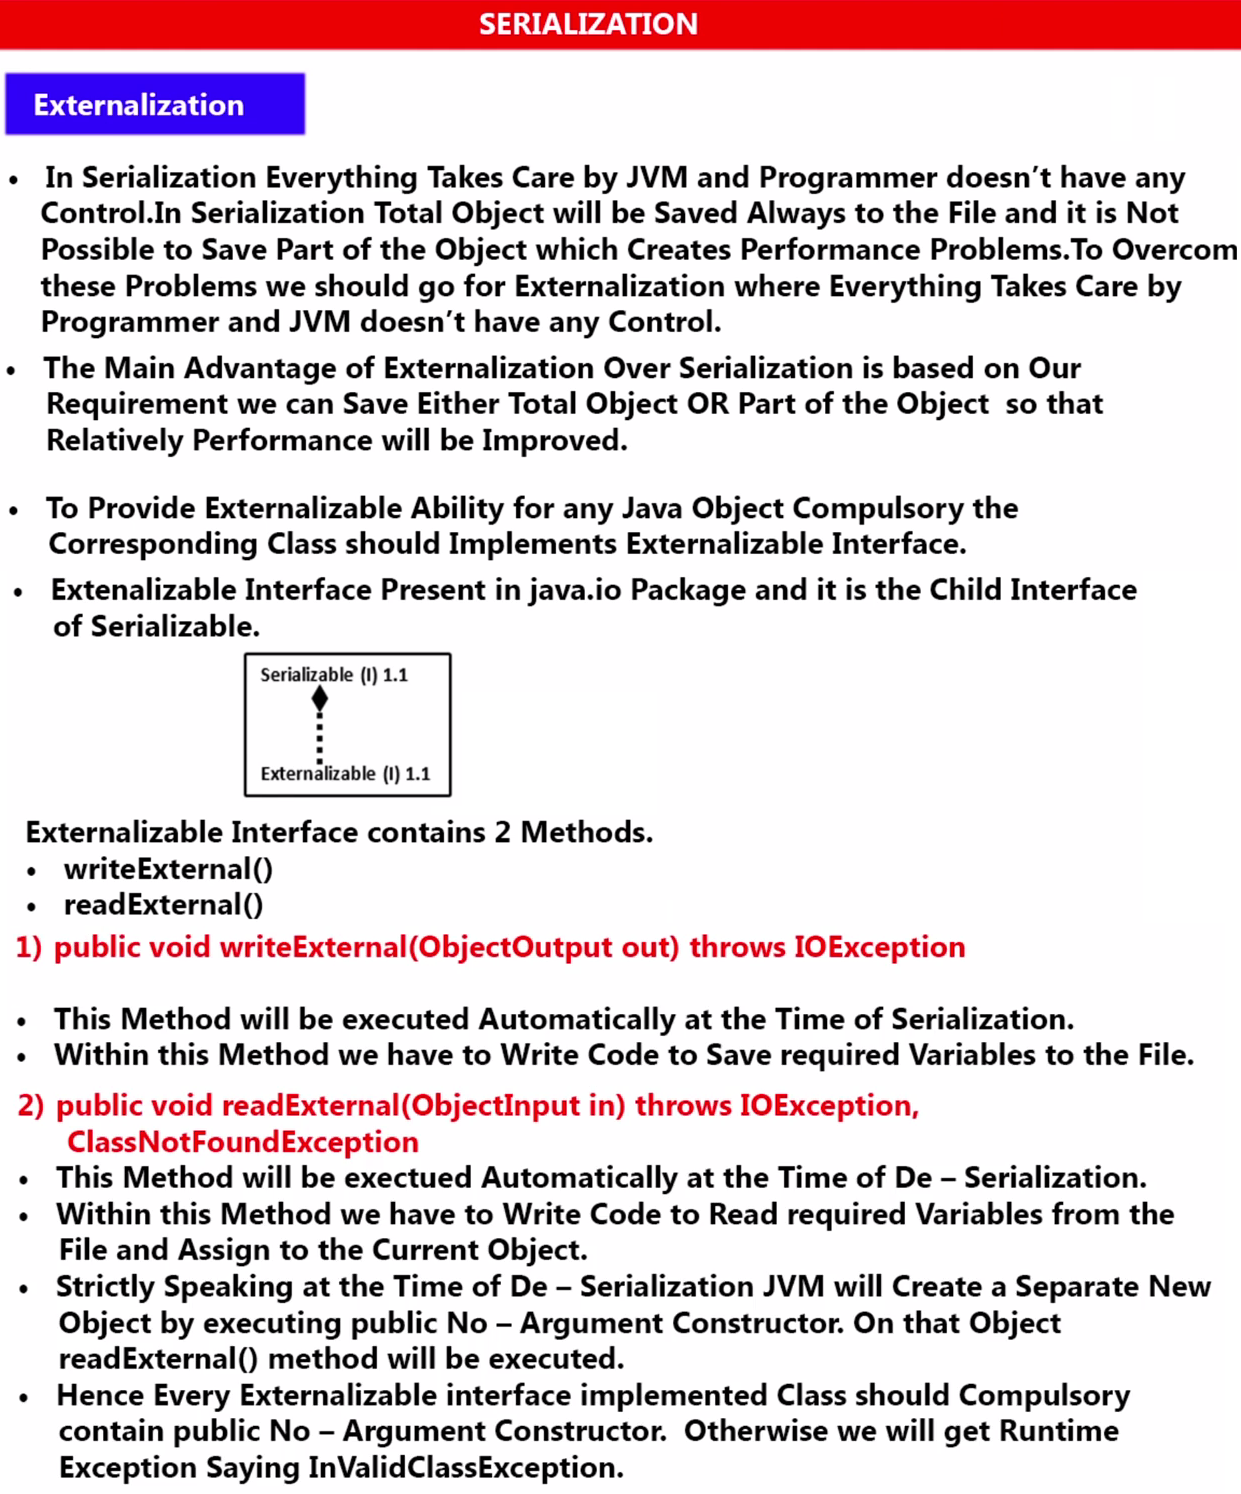 SERIALIZATION
Externalization
• In Serialization Everything Takes Care by JVM and Programmer doesn't have any
Control.In Serialization Total Object will be Saved Always to the File and it is Not
Possible to Save Part of the Object which Creates Performance Problems.To Overcom
these Problems we should go for Externalization where Everything Takes Care by
Programmer and JVM doesn't have any Control.
• The Main Advantage of Externalization Over Serialization is based on Our
Requirement we can Save Either Total Object OR Part of the Object so that
Relatively Performance will be Improved.
• To Provide Externalizable Ability for any Java Object Compulsory the
Corresponding Class should Implements Externalizable Interface.
• Extenalizable Interface Present in java.io Package and it is the Child Interface
of Serializable.
Serializable (I) 1.1
Externalizable (I) 1.1
Externalizable Interface contains 2 Methods.
• writeExternal()
• readExternal()
1) public void writeExternal(ObjectOutput out) throws IOException
• This Method will be executed Automatically at the Time of Serialization.
• Within this Method we have to Write Code to Save required Variables to the File.
2) public void readExternal(ObjectInput in) throws IOException,
ClassNotFoundException
• This Method will be exectued Automatically at the Time of De – Serialization.
• Within this Method we have to Write Code to Read required Variables from the
File and Assign to the Current Object.
• Strictly Speaking at the Time of De – Serialization JVM will Create a Separate New
Object by executing public No – Argument Constructor. On that Object
readExternal() method will be executed.
• Hence Every Externalizable interface implemented Class should Compulsory
contain public No – Argument Constructor. Otherwise we will get Runtime
Exception Saying InValidClassException.